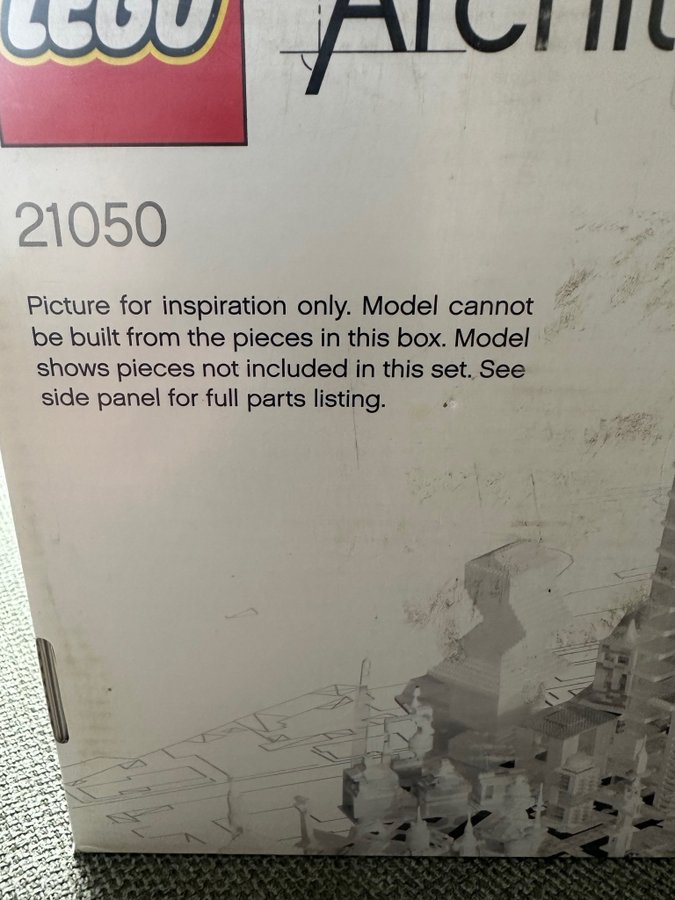 LEGO
Archit
21050
Picture for inspiration only. Model cannot
be built from the pieces in this box. Model
shows pieces not included in this set. See
side panel for full parts listing.